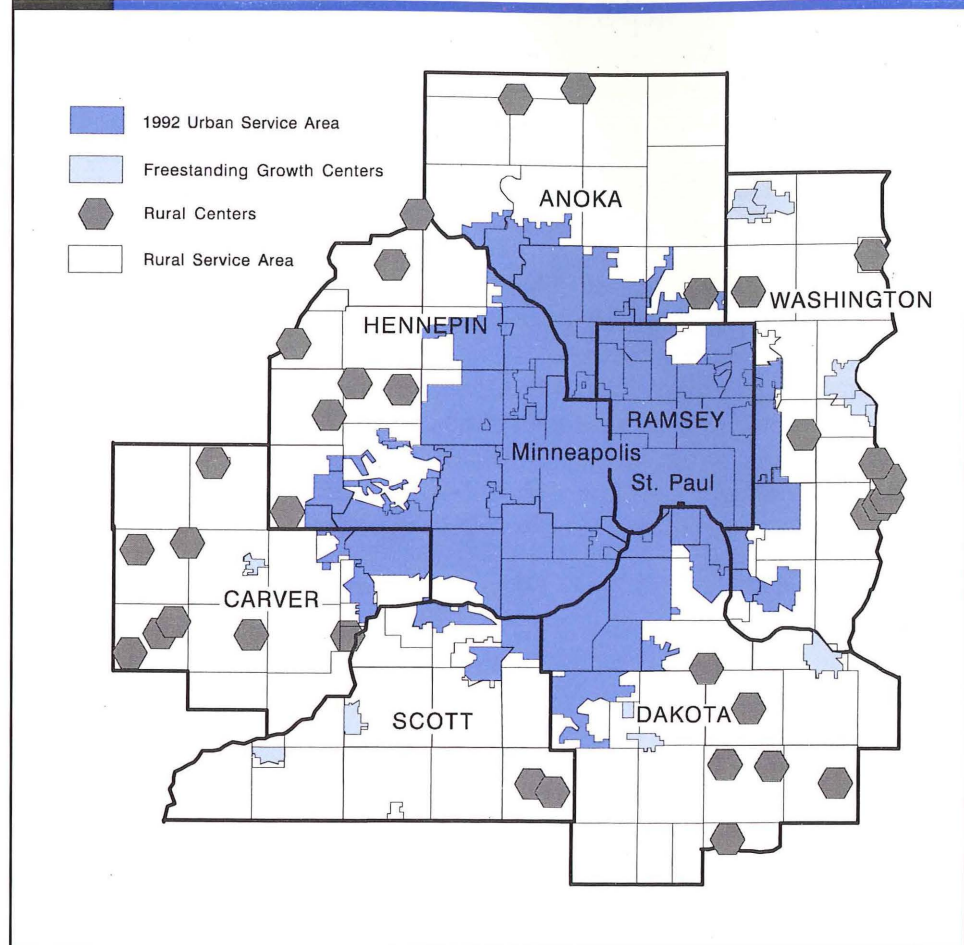 1992 Urban Service Area
Freestanding Growth Centers
Rural Centers
Rural Service Area
ANOKA
WASHINGTON
HENNEPIN
RAMSEY
Minneapolis
St. Paul
CARVER
SCOTT
DAKOTA